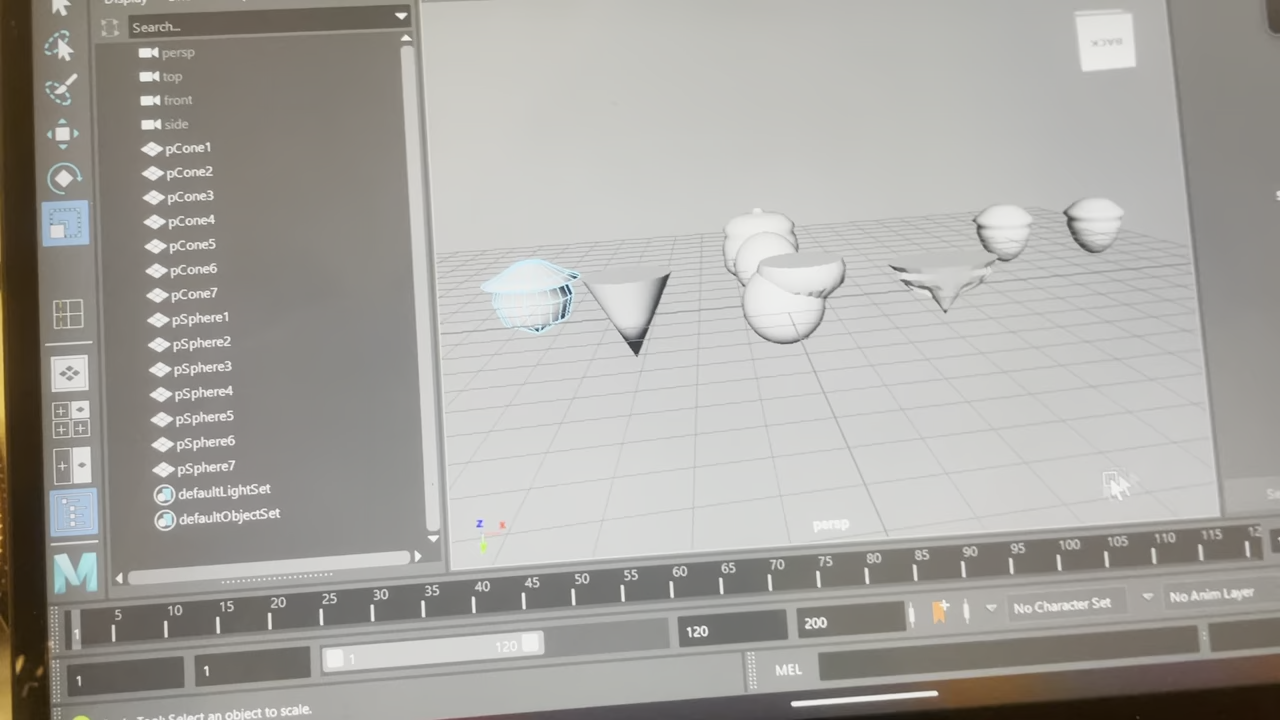 Display
Search...
persp
top
front
side
pCone1
pCone2
pCone3
pCone4
pCone5
pCone6
pCone7
pSphere1
pSphere2
pSphere3
pSphere4
pSphere5
pSphere6
pSphere7
defaultLightSet
defaultObjectSet
BACK
persp
z x
5 10 15 20 25 30 35 40 45 50 55 60 65 70 75 80 85 90 95 100 105 110 115 12
1
1 1 1 120 120 200 No Character Set No Anim Layer
MEL
Select an object to scale.